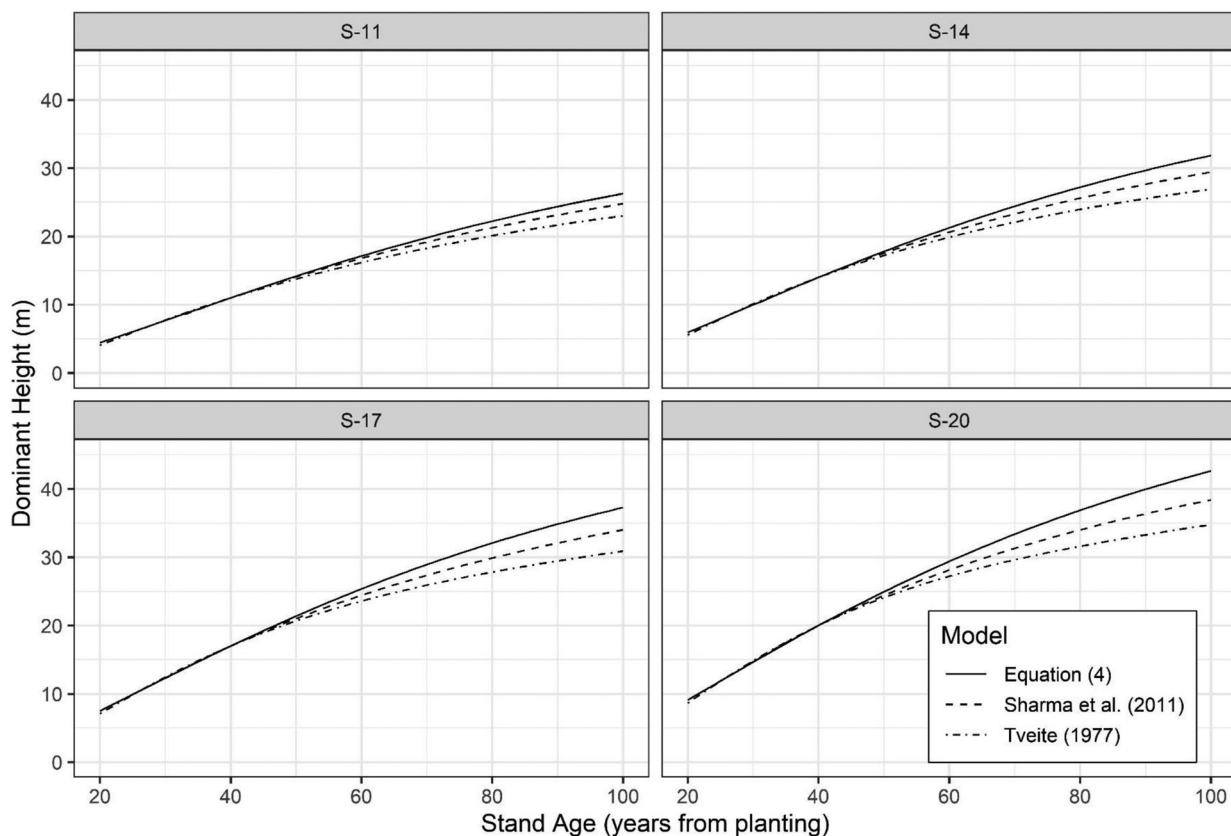 S-11
S-14
40
30
20
10
0
S-17
S-20
40
30
20
10
0
Dominant Height (m)
Model
Equation (4)
Sharma et al. (2011)
Tveite (1977)
20 40 60 80 100 20 40 60 80 100
Stand Age (years from planting)